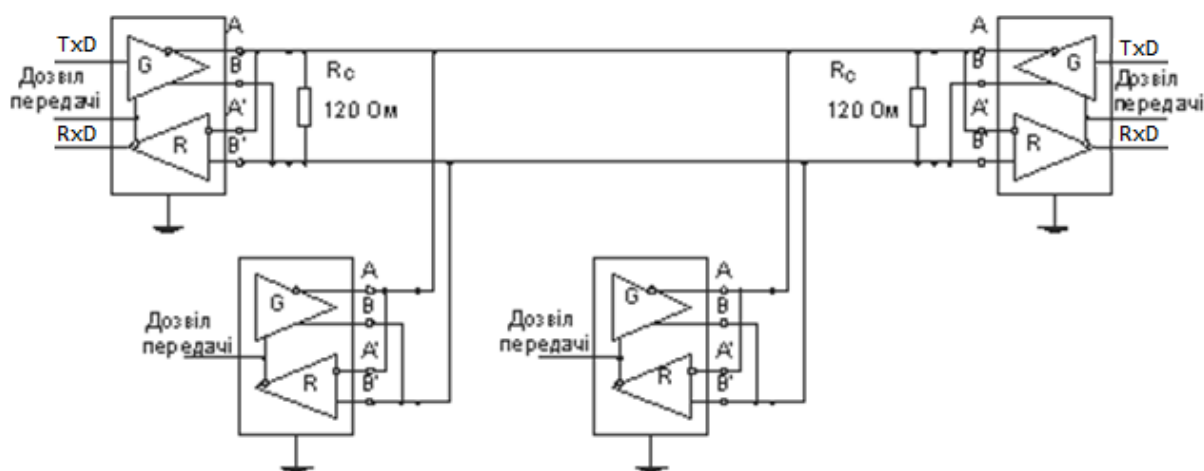 TxD
G
Дозвіл
передачі
RxD
R
A
B
A'
B'
Rc
120 Ом
Rc
120 Ом
A
B
A'
B'
G
R
TxD
Дозвіл
передачі
RxD
G
R
Дозвіл
передачі
A
B
A'
B'
G
R
Дозвіл
передачі
A
B
A'
B'